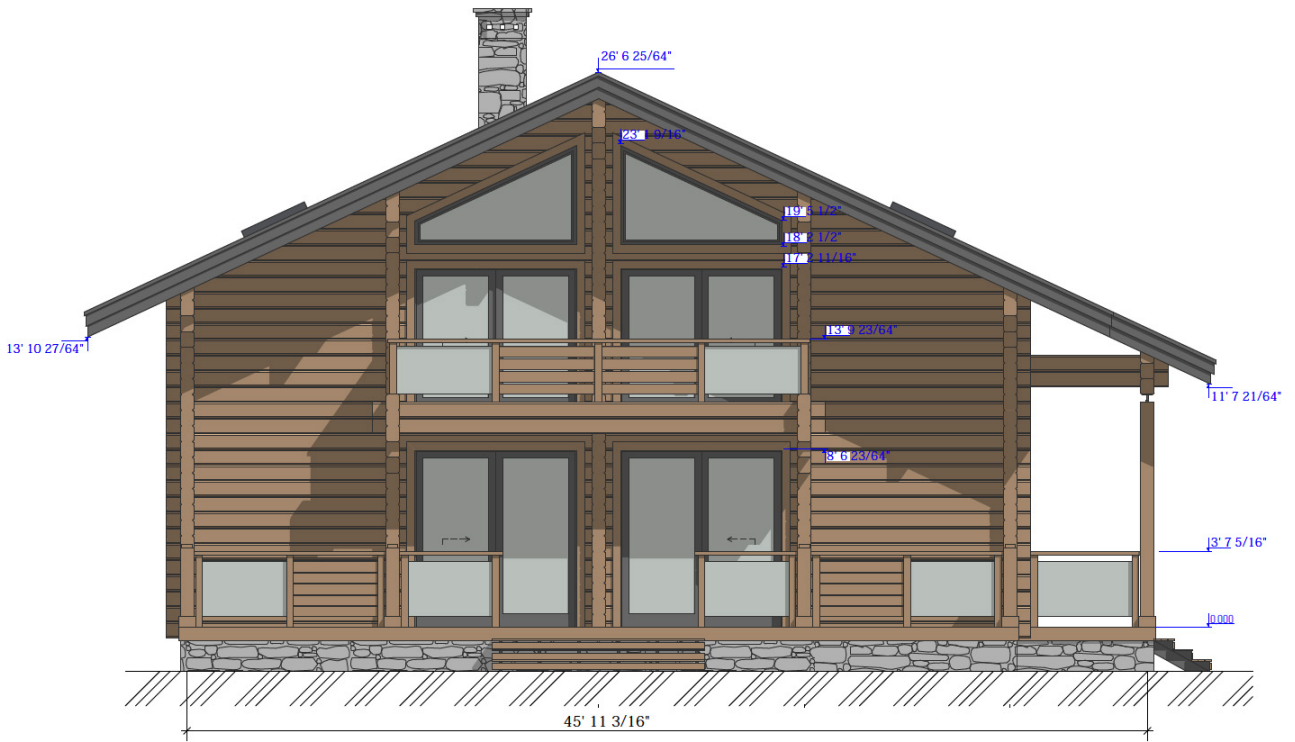 26' 6 25/64"
23' 1 9/16"
19' 5 1/2"
18' 2 1/2"
17' 2 11/16"
13' 9 23/64"
13' 10 27/64"
11' 7 21/64"
8' 6 23/64"
3' 7 5/16"
0.000
45' 11 3/16"